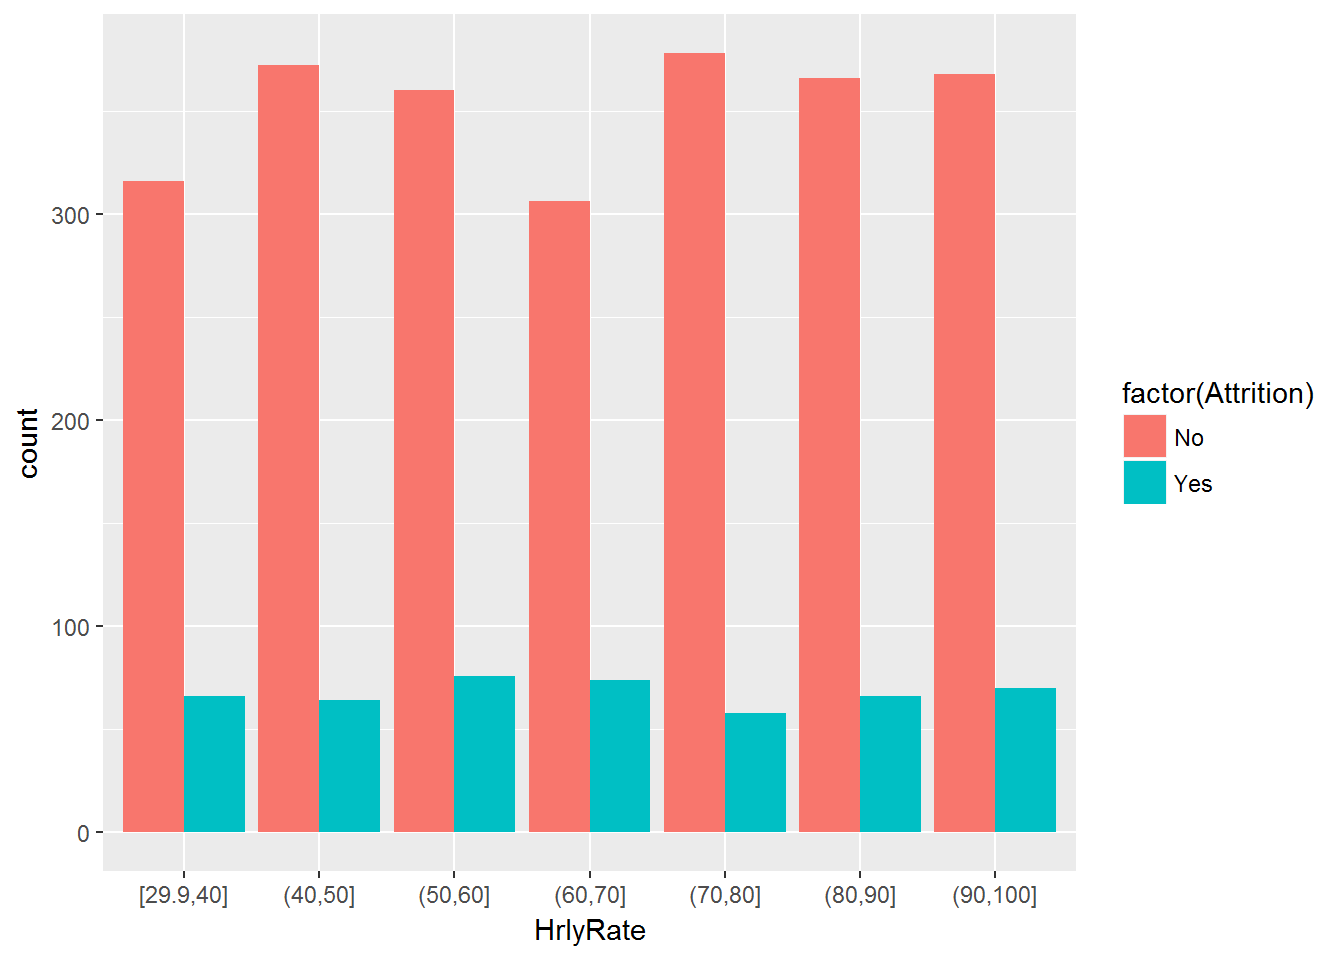 300
200
100
0
count
[29.9,40] (40,50] (50,60] (60,70] (70,80] (80,90] (90,100]
HrlyRate
factor(Attrition)
No
Yes